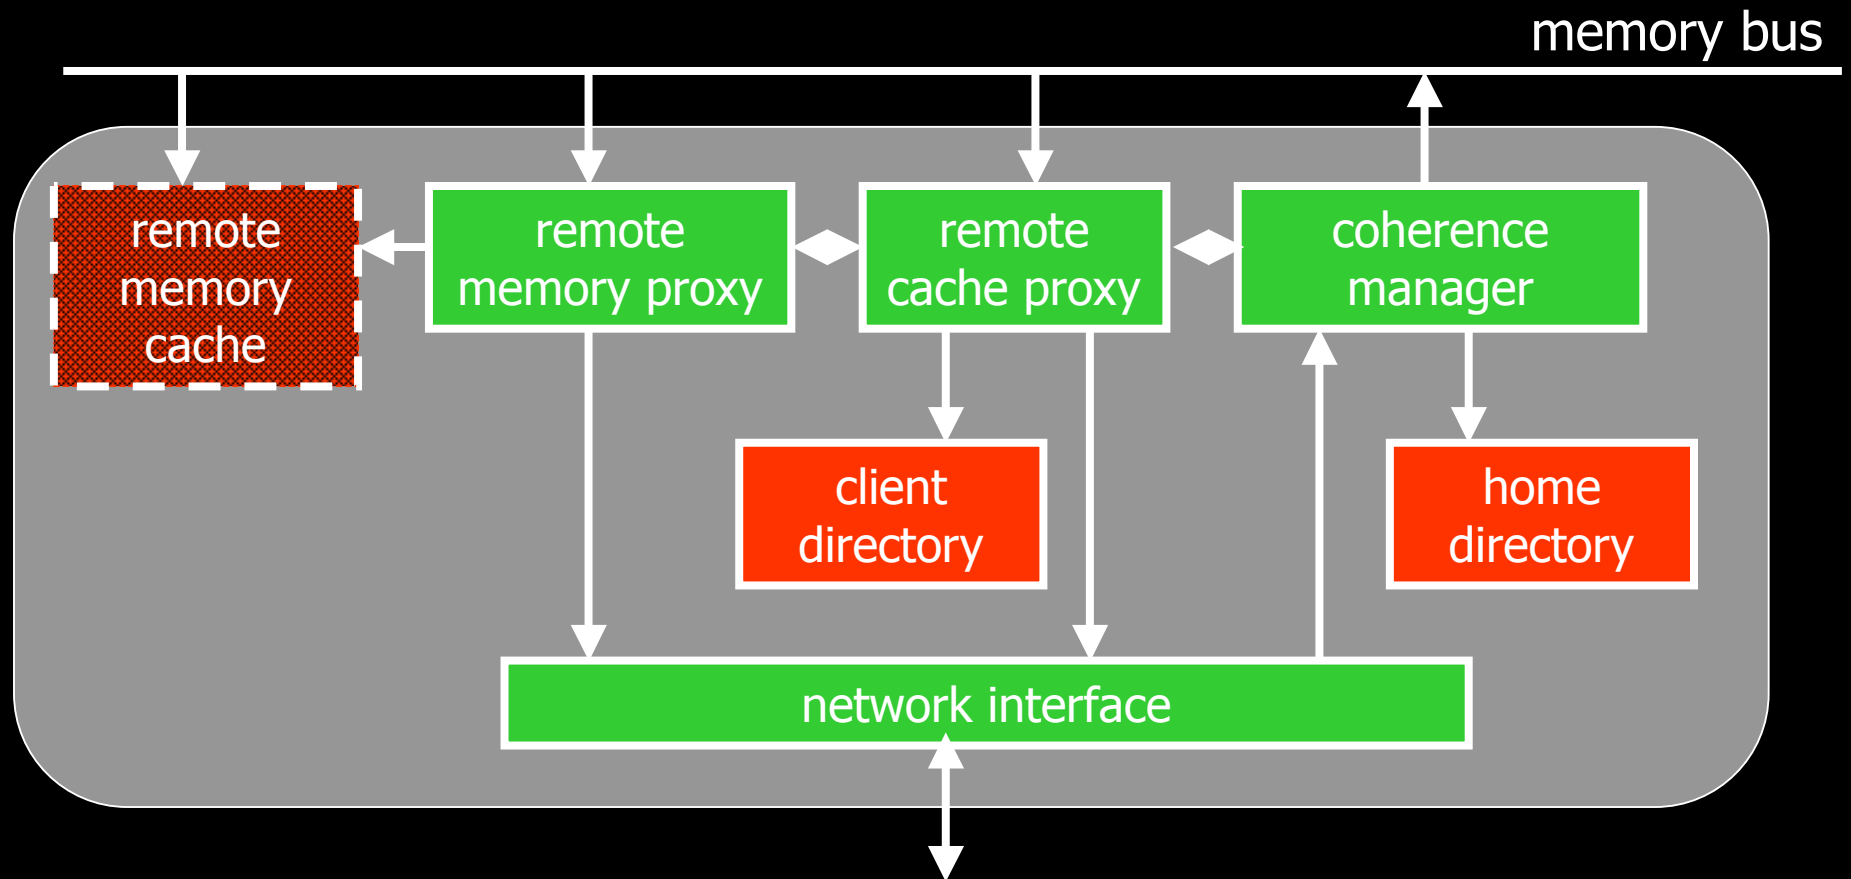 memory bus
remote
memory
cache
remote
memory proxy
remote
cache proxy
coherence
manager
client
directory
home
directory
network interface